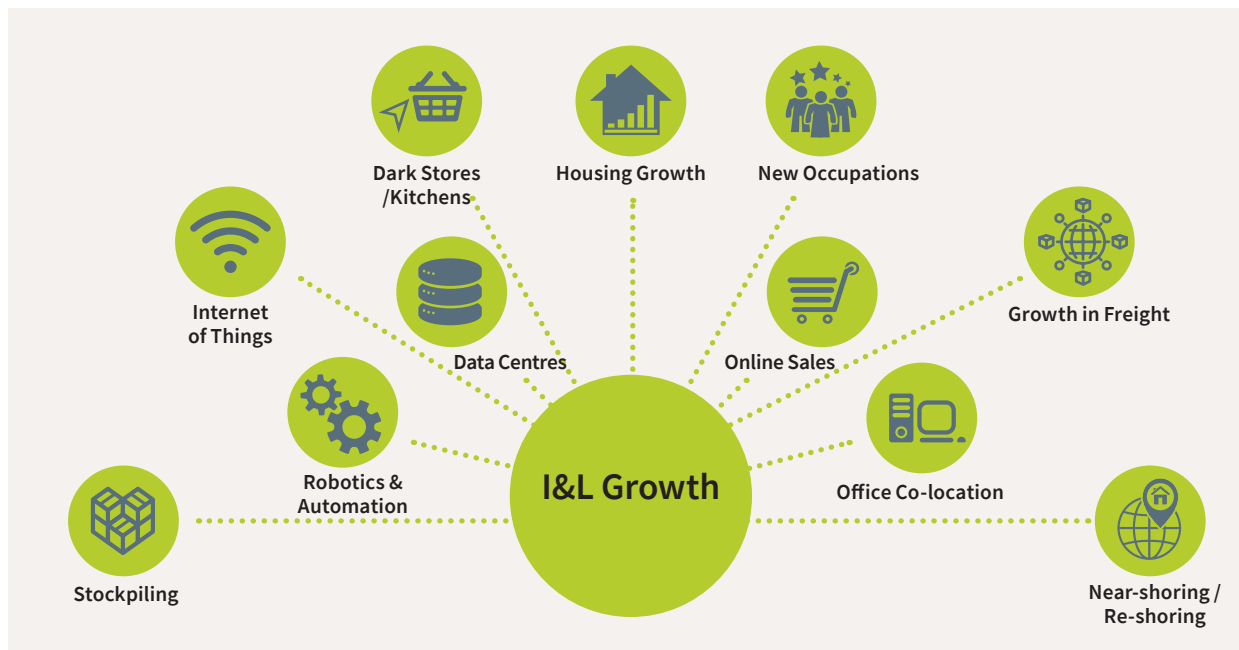 Dark Stores
/Kitchens
Housing Growth
New Occupations
Internet
of Things
Growth in Freight
Data Centres
Online Sales
Robotics &
Automation
I&L Growth
Office Co-location
Stockpiling
Near-shoring /
Re-shoring